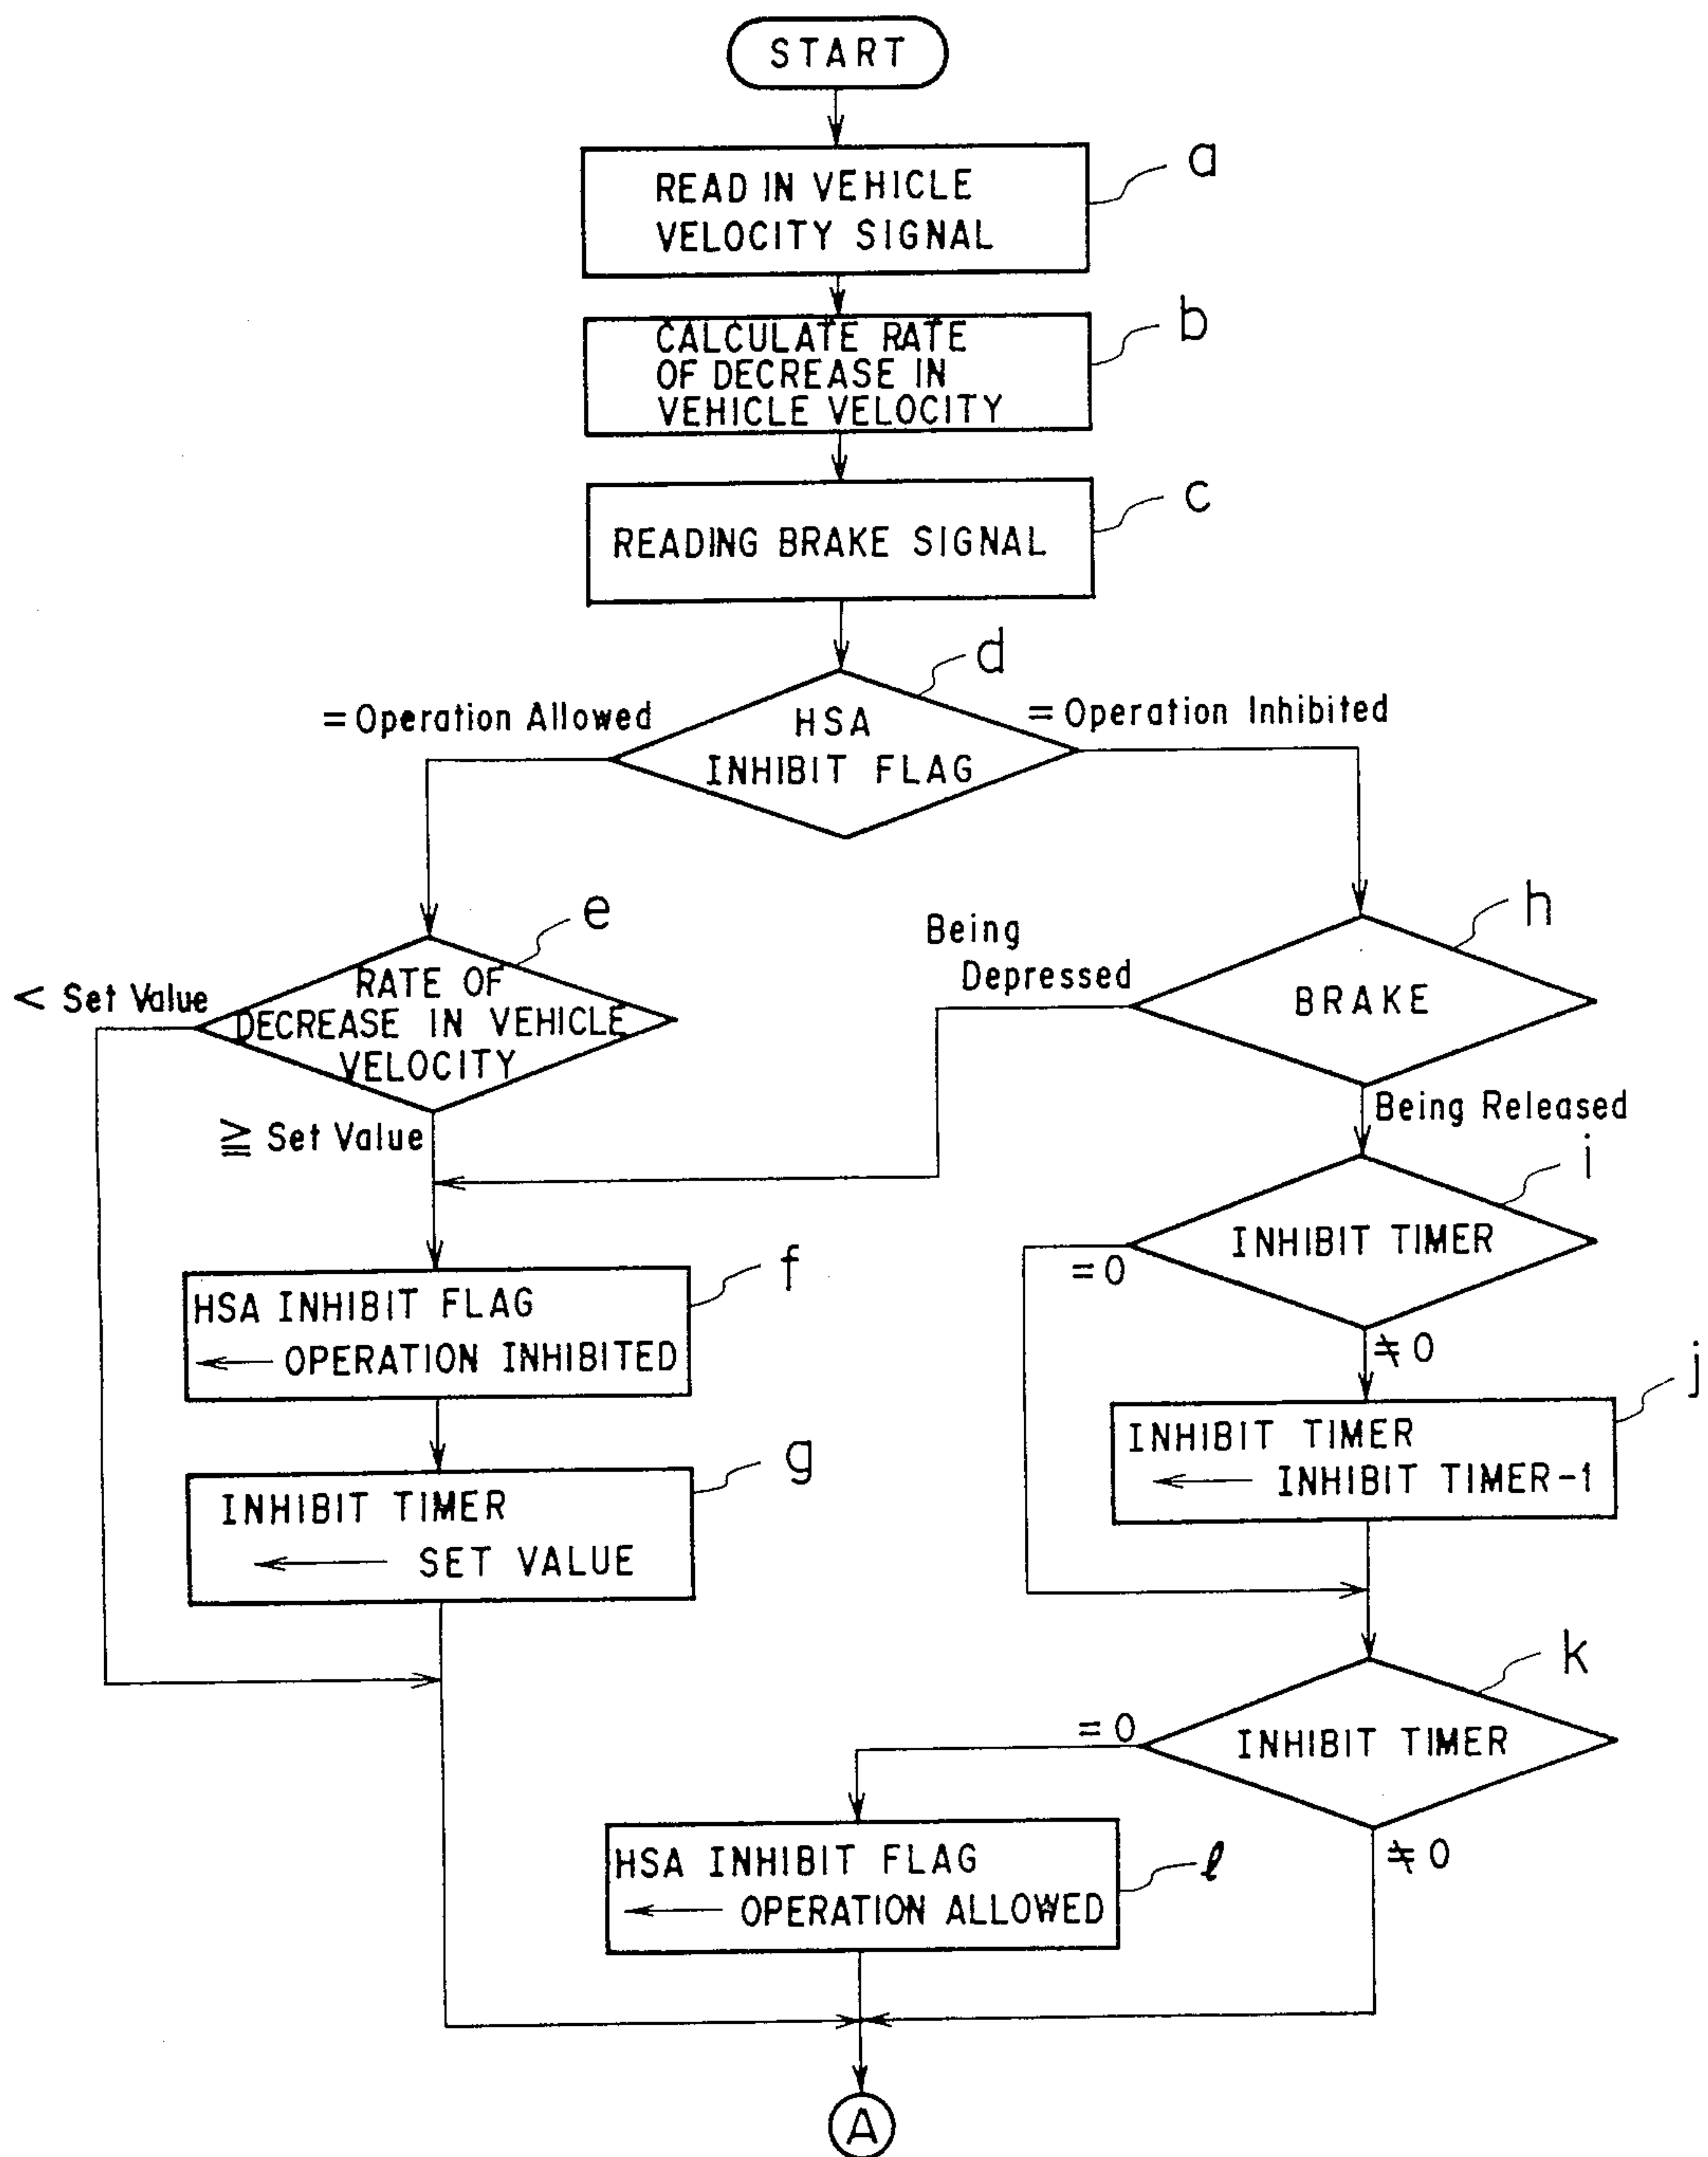 START
a
READ IN VEHICLE
VELOCITY SIGNAL
b
CALCULATE RATE
OF DECREASE IN
VEHICLE VELOCITY
c
READING BRAKE SIGNAL
d
=Operation Allowed
HSA
INHIBIT FLAG
=Operation Inhibited
e
< Set Value
RATE OF
DECREASE IN VEHICLE
VELOCITY
≧ Set Value
h
Being
Depressed
BRAKE
Being Released
i
INHIBIT TIMER
=0
≠0
f
HSA INHIBIT FLAG
← OPERATION INHIBITED
j
INHIBIT TIMER
← INHIBIT TIMER-1
g
INHIBIT TIMER
← SET VALUE
k
=0
INHIBIT TIMER
≠0
HSA INHIBIT FLAG
← OPERATION ALLOWED
ℓ
A